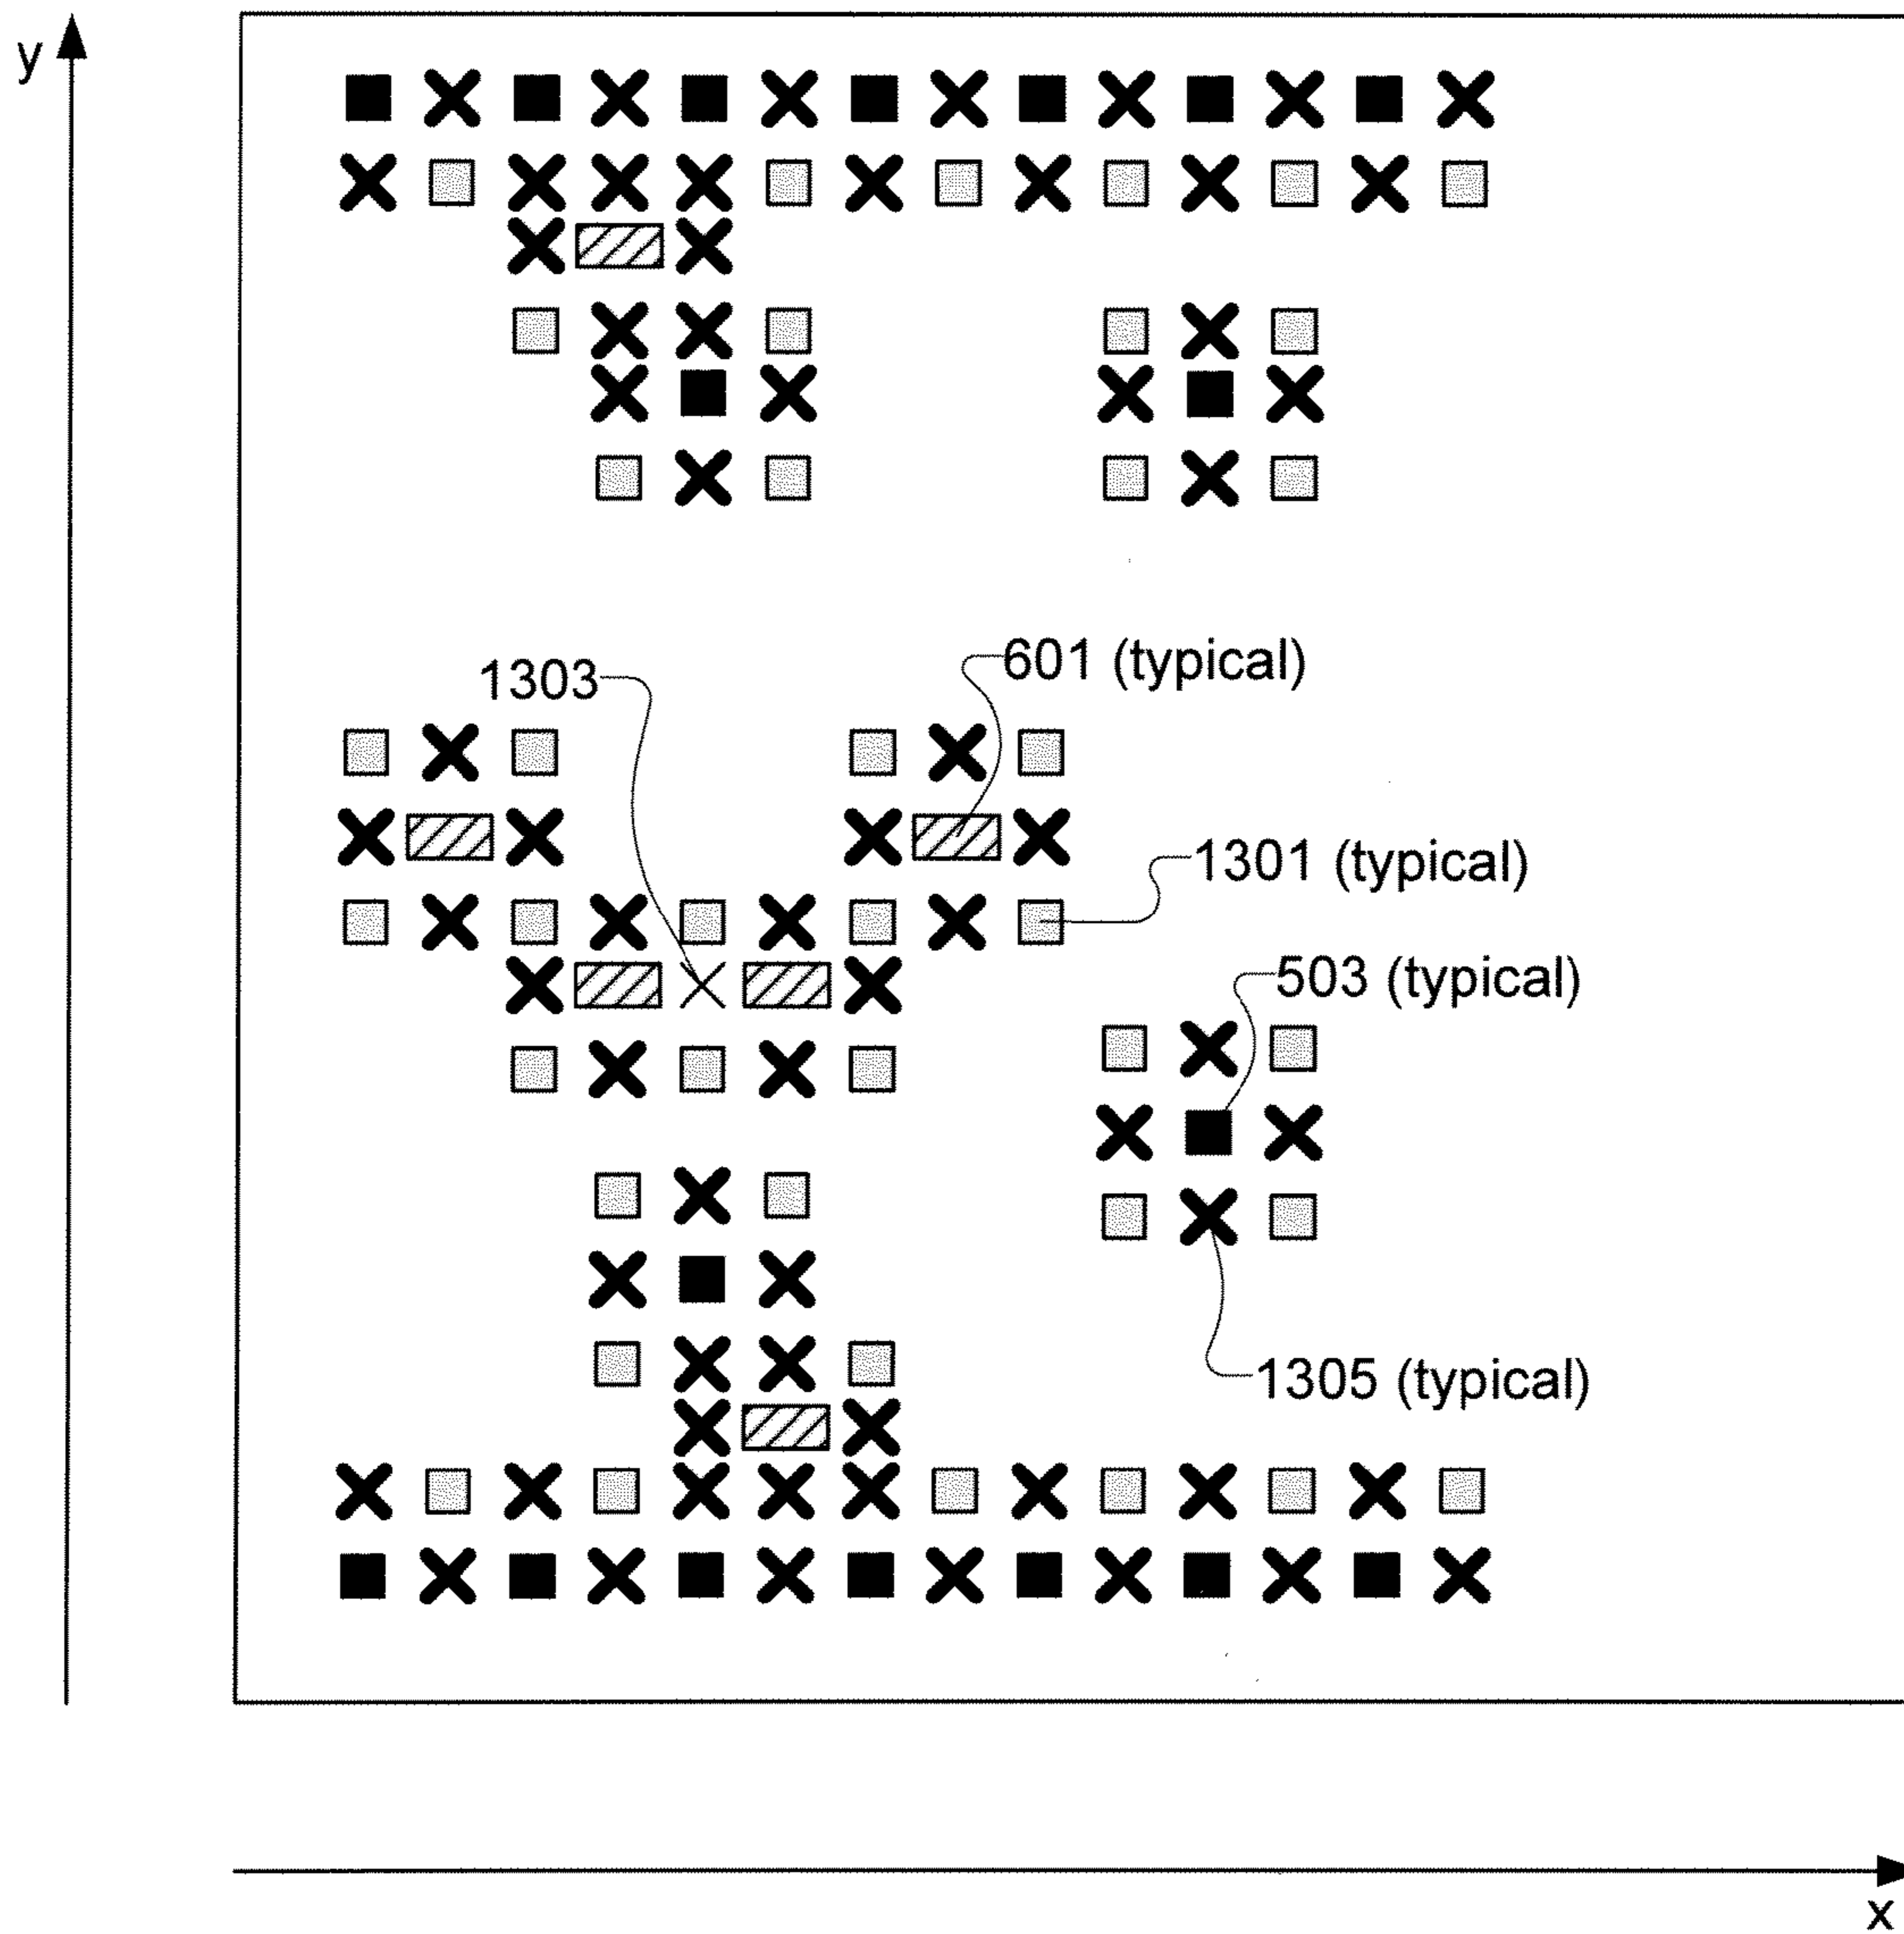 y
601 (typical)
1303
1301 (typical)
503 (typical)
1305 (typical)
x